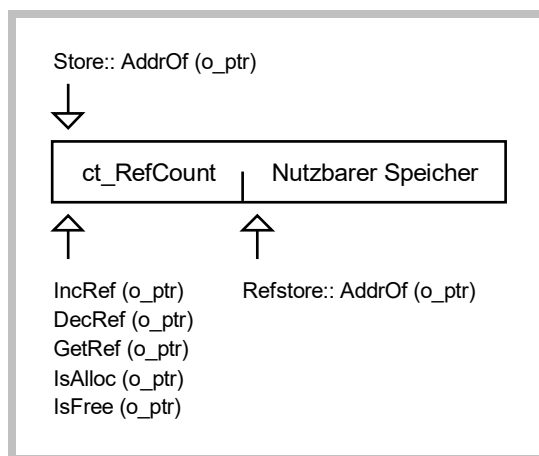 Store:: AddrOf (o_ptr)
ct_RefCount Nutzbarer Speicher
IncRef (o_ptr) Refstore:: AddrOf (o_ptr)
DecRef (o_ptr)
GetRef (o_ptr)
IsAlloc (o_ptr)
IsFree (o_ptr)